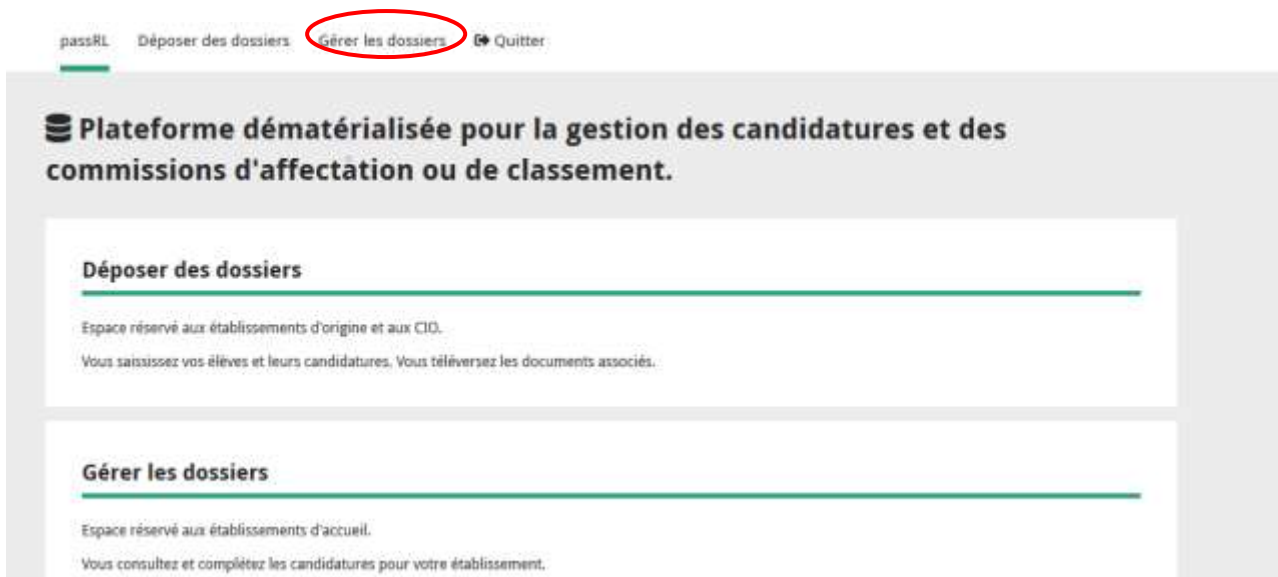 passRL Déposer des dossiers Gérer les dossiers Quitter
Plateforme dématérialisée pour la gestion des candidatures et des
commissions d'affectation ou de classement.
Déposer des dossiers
Espace réservé aux établissements d'origine et aux CIO.
Vous saississez vos élèves et leurs candidatures. Vous téléversez les documents associés.
Gérer les dossiers
Espace réservé aux établissements d'accueil.
Vous consultez et complétez les candidatures pour votre établissement.